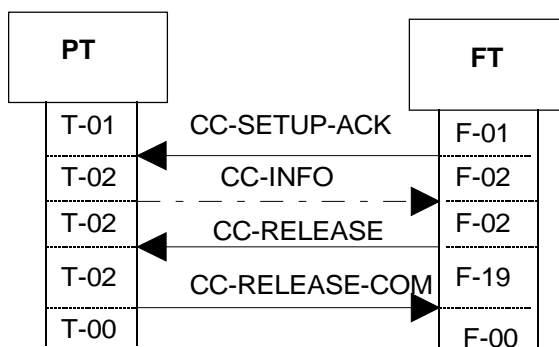 PT FT
T-01 CC-SETUP-ACK F-01
T-02 CC-INFO F-02
T-02 CC-RELEASE F-02
T-02 CC-RELEASE-COM F-19
T-00 F-00